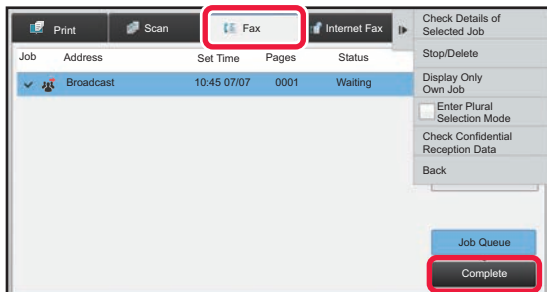 Print
Scan
Fax
Internet Fax
Job Address Set Time Pages Status
Broadcast 10:45 07/07 0001 Waiting
Check Details of
Selected Job
Stop/Delete
Display Only
Own Job
Enter Plural
Selection Mode
Check Confidential
Reception Data
Back
Job Queue
Complete